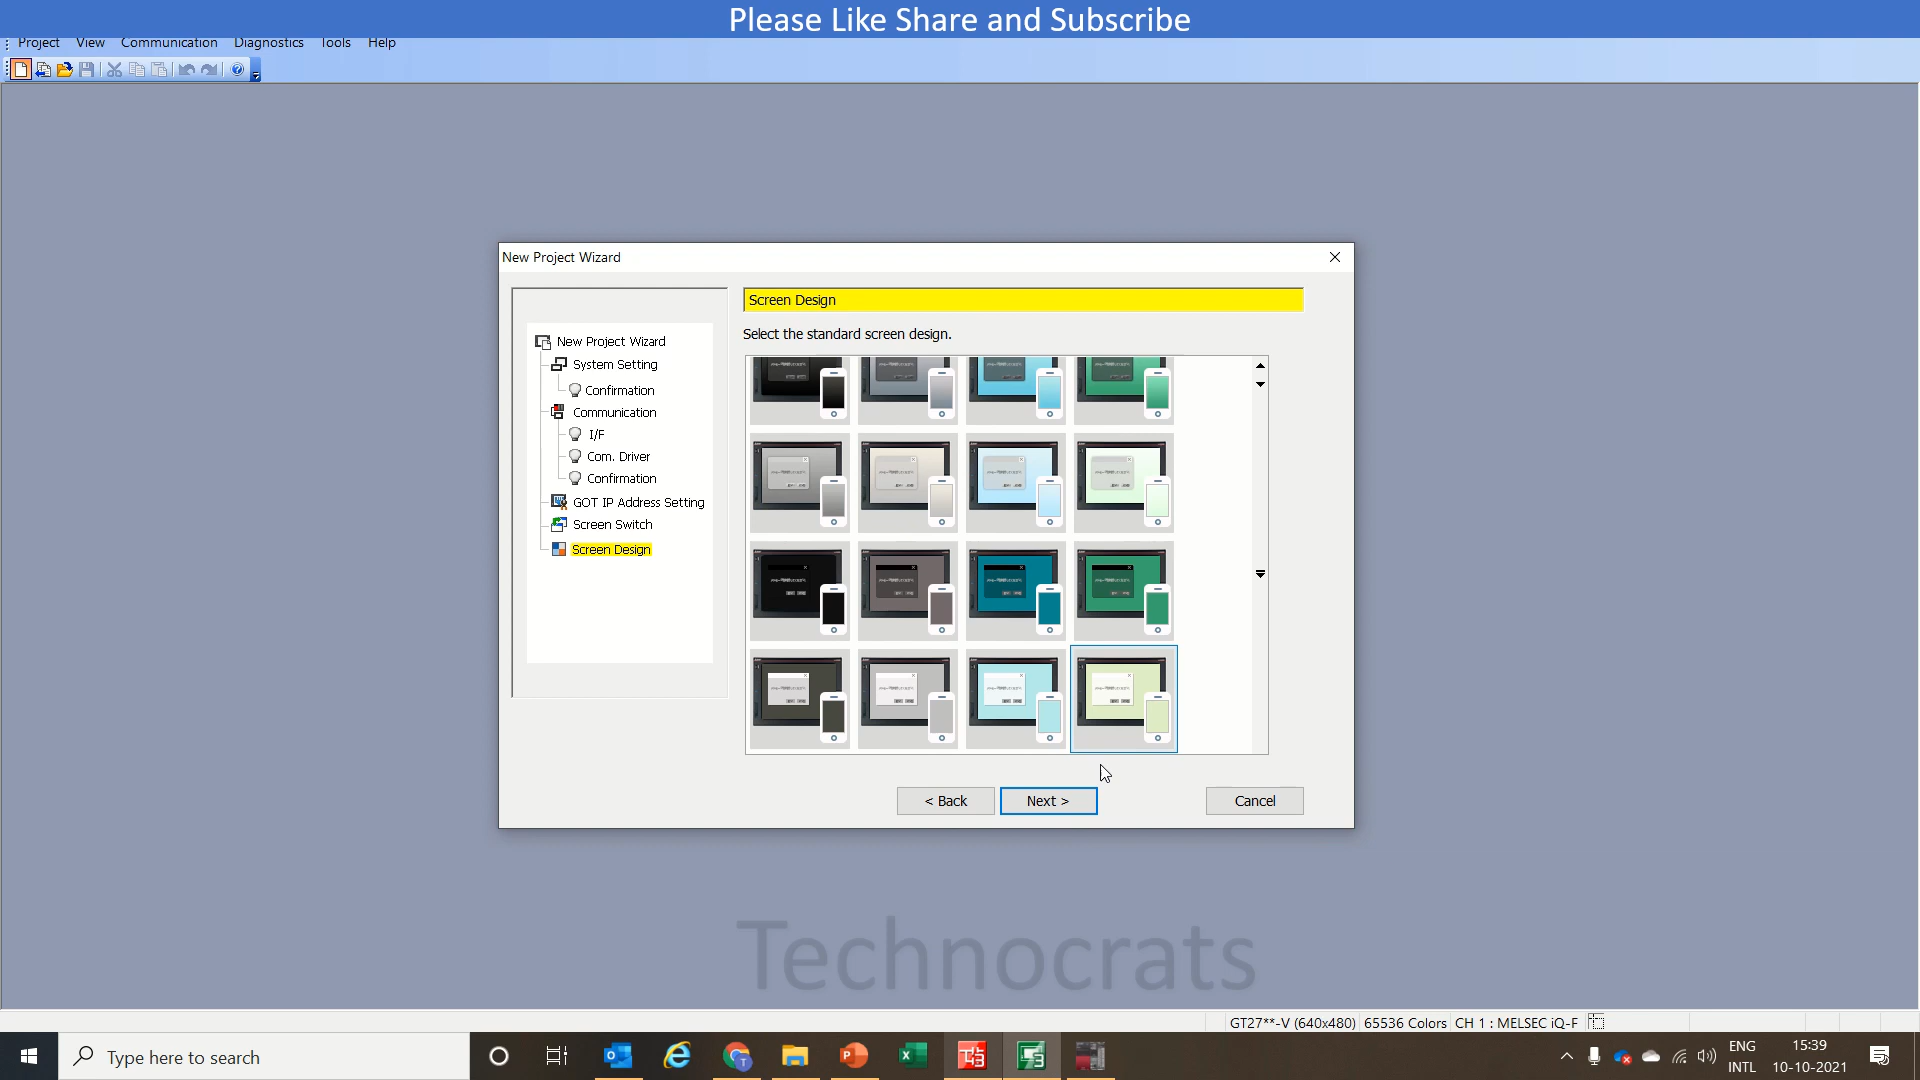 Please Like Share and Subscribe
Project View Communication Diagnostics Tools Help
New Project Wizard
Screen Design
Select the standard screen design.
New Project Wizard
System Setting
Confirmation
Communication
I/F
Com. Driver
Confirmation
GOT IP Address Setting
Screen Switch
Screen Design
< Back Next > Cancel
Technocrats
GT27**-V (640x480) 65536 Colors CH 1 : MELSEC iQ-F
Type here to search
ENG
INTL
15:39
10-10-2021